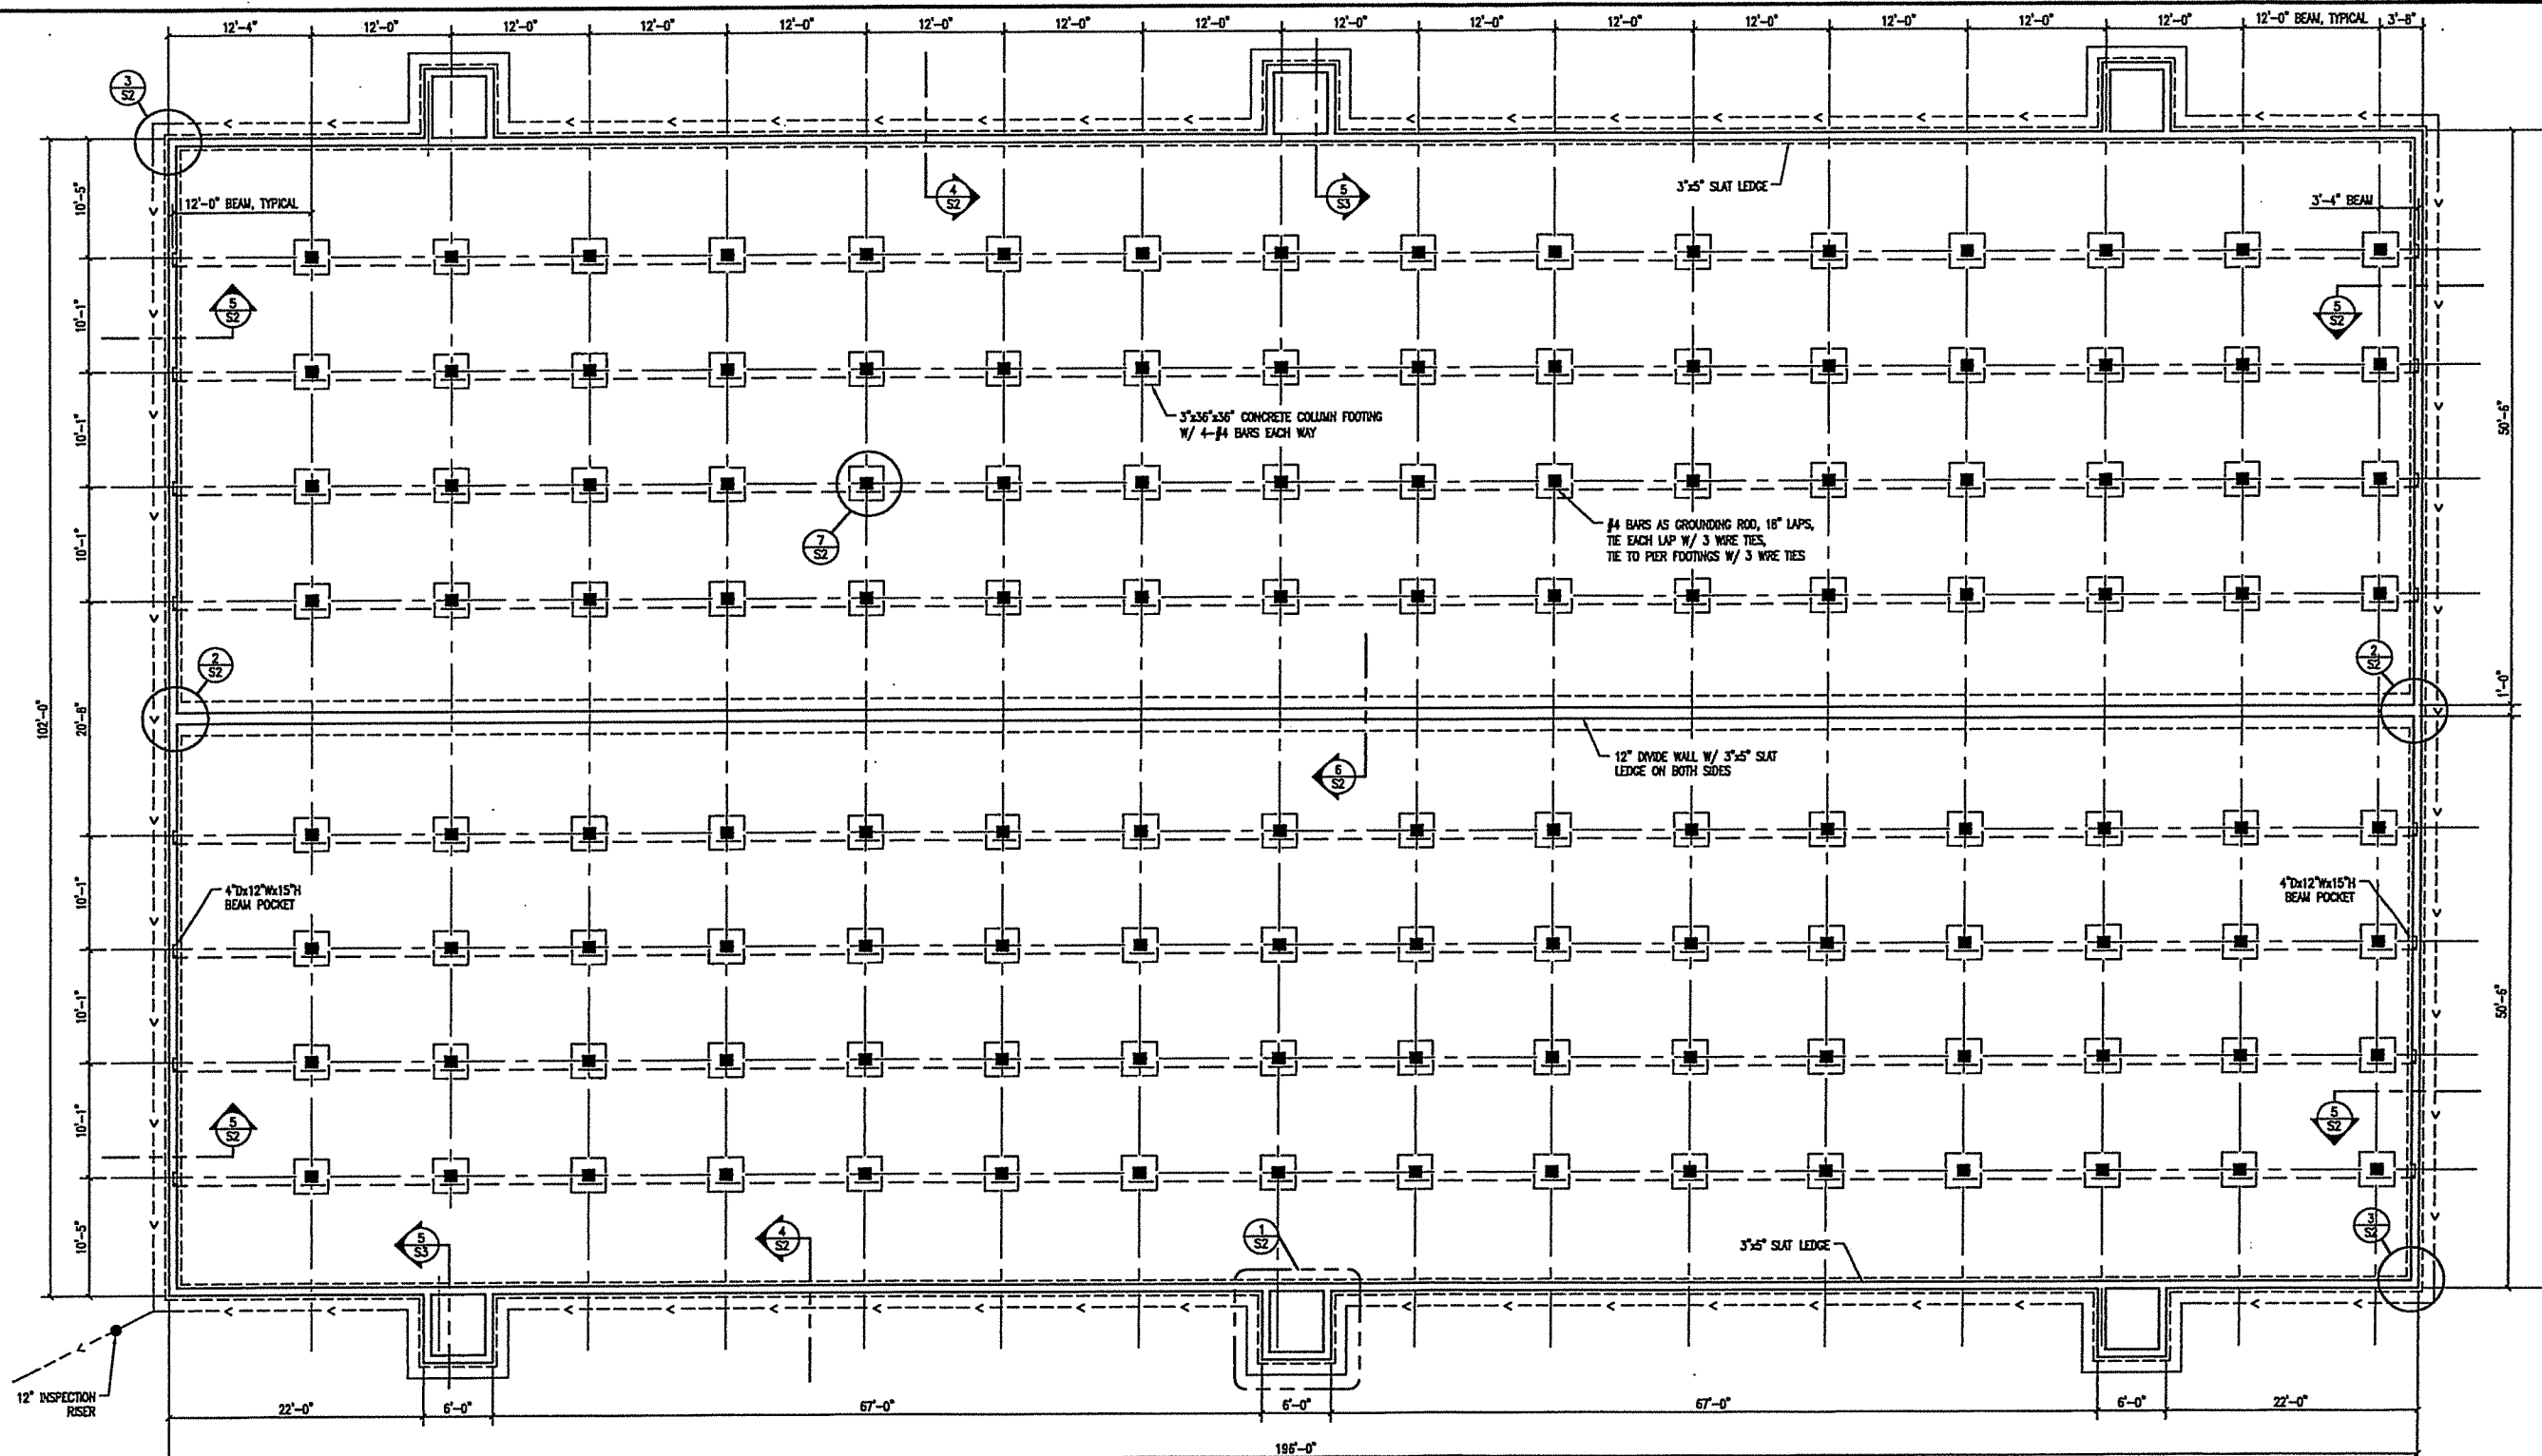 12'-4" 12'-0" 12'-0" 12'-0" 12'-0" 12'-0" 12'-0" 12'-0" 12'-0" 12'-0" 12'-0" 12'-0" 12'-0" 12'-0" 12'-0" BEAM, TYPICAL 3'-8"
3
S2
10'-5"
12'-0" BEAM, TYPICAL
4
S2
5
S3
3"x5" SLAT LEDGE
3'-4" BEAM
10'-1"
5
S2
5
S2
10'-1"
3"x36"x36" CONCRETE COLUMN FOOTING
W/ 4-#4 BARS EACH WAY
50'-6"
10'-1"
7
S2
#4 BARS AS GROUNDING ROD, 18" LAPS,
TIE EACH LAP W/ 3 WIRE TIES,
TIE TO PIER FOOTINGS W/ 3 WIRE TIES
2
S2
2
S2
102'-0"
20'-8"
1'-0"
6
S2
12" DIVIDE WALL W/ 3"x5" SLAT
LEDGE ON BOTH SIDES
10'-1"
4"Dx12"Wx15"H
BEAM POCKET
4"Dx12"Wx15"H
BEAM POCKET
10'-1"
50'-6"
10'-1"
5
S2
5
S2
10'-5"
5
S3
4
S2
1
S2
3"x5" SLAT LEDGE
3
S2
12" INSPECTION
RISER
22'-0" 6'-0" 67'-0" 6'-0" 67'-0" 6'-0" 22'-0"
196'-0"